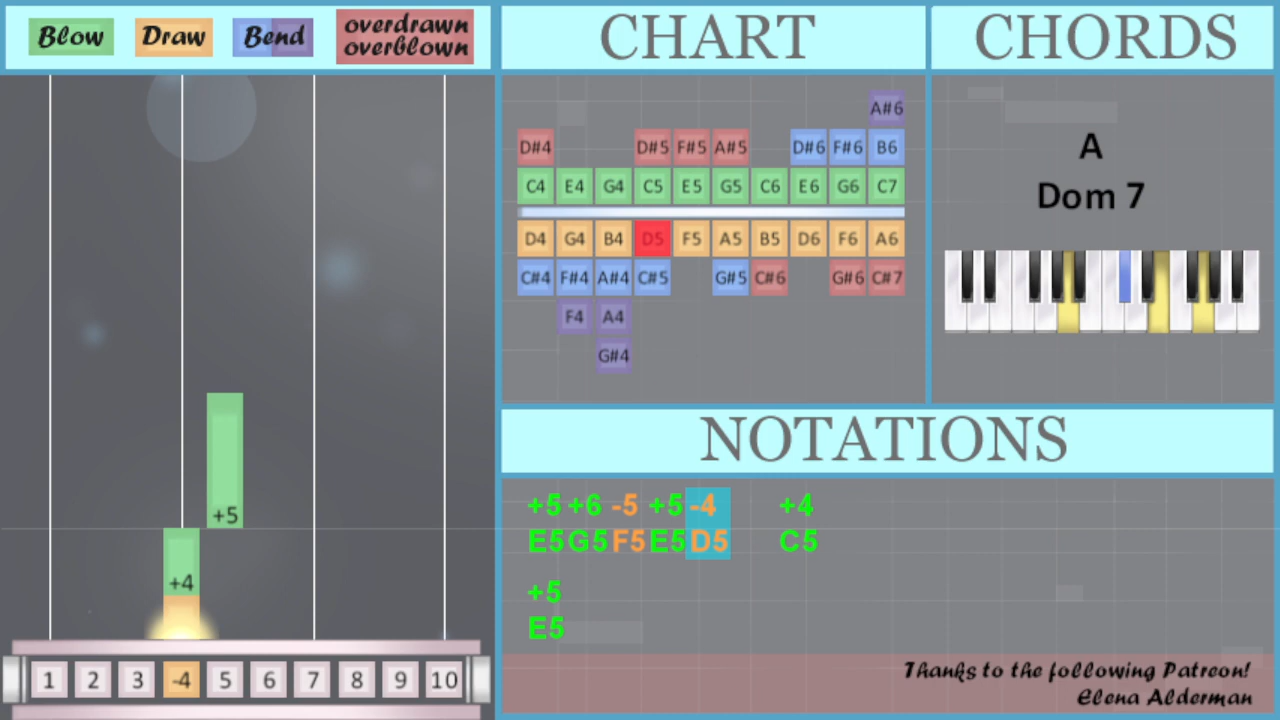 Blow Draw Bend overdrawn
overblown
CHART
CHORDS
A#6
D#4 D#5 F#5 A#5 D#6 F#6 B6
C4 E4 G4 C5 E5 G5 C6 E6 G6 C7
D4 G4 B4 D5 F5 A5 B5 D6 F6 A6
C#4 F#4 A#4 C#5 G#5 C#6 G#6 C#7
F4 A4
G#4
A
Dom 7
NOTATIONS
+5 +6 -5 +5 -4 +4
E5 G5 F5 E5 D5 C5
+5
E5
+5
+4
1 2 3 -4 5 6 7 8 9 10
Thanks to the following Patreon!
Elena Alderman